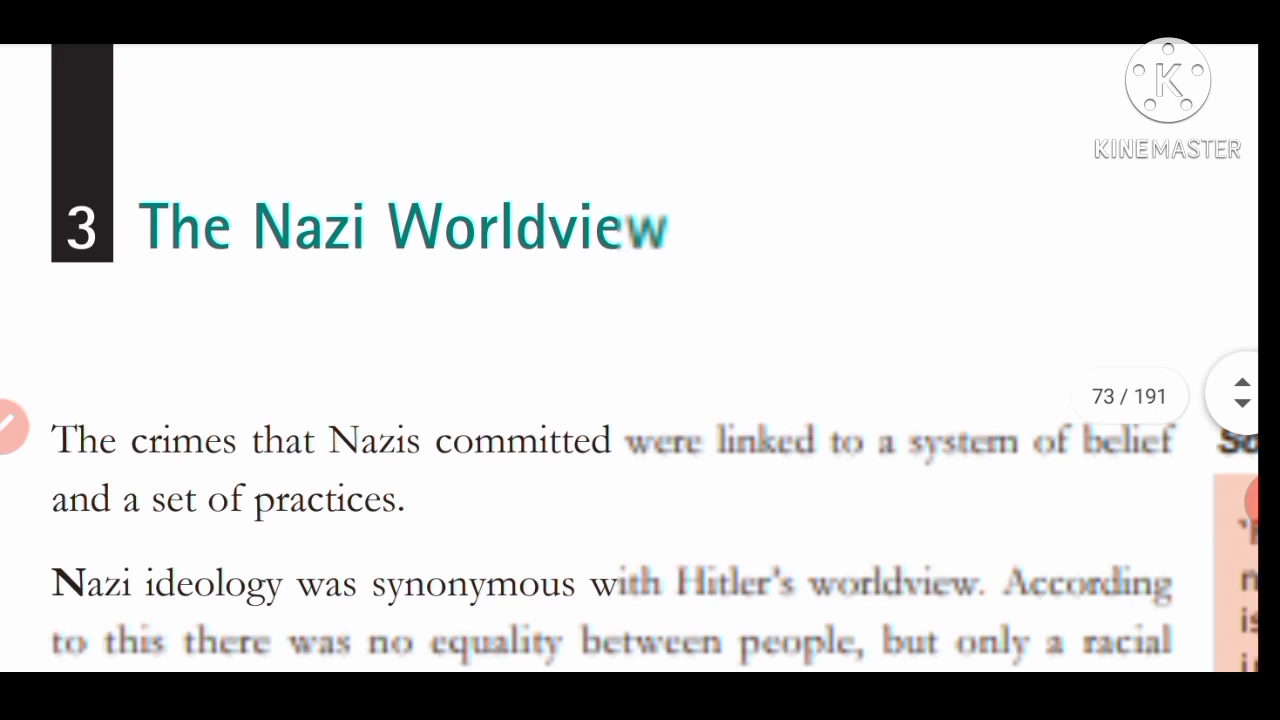 K
KINEMASTER
3 The Nazi Worldview
73 / 191
The crimes that Nazis committed were linked to a system of belief
and a set of practices.
Nazi ideology was synonymous with Hitler's worldview. According
to this there was no equality between people, but only a racial